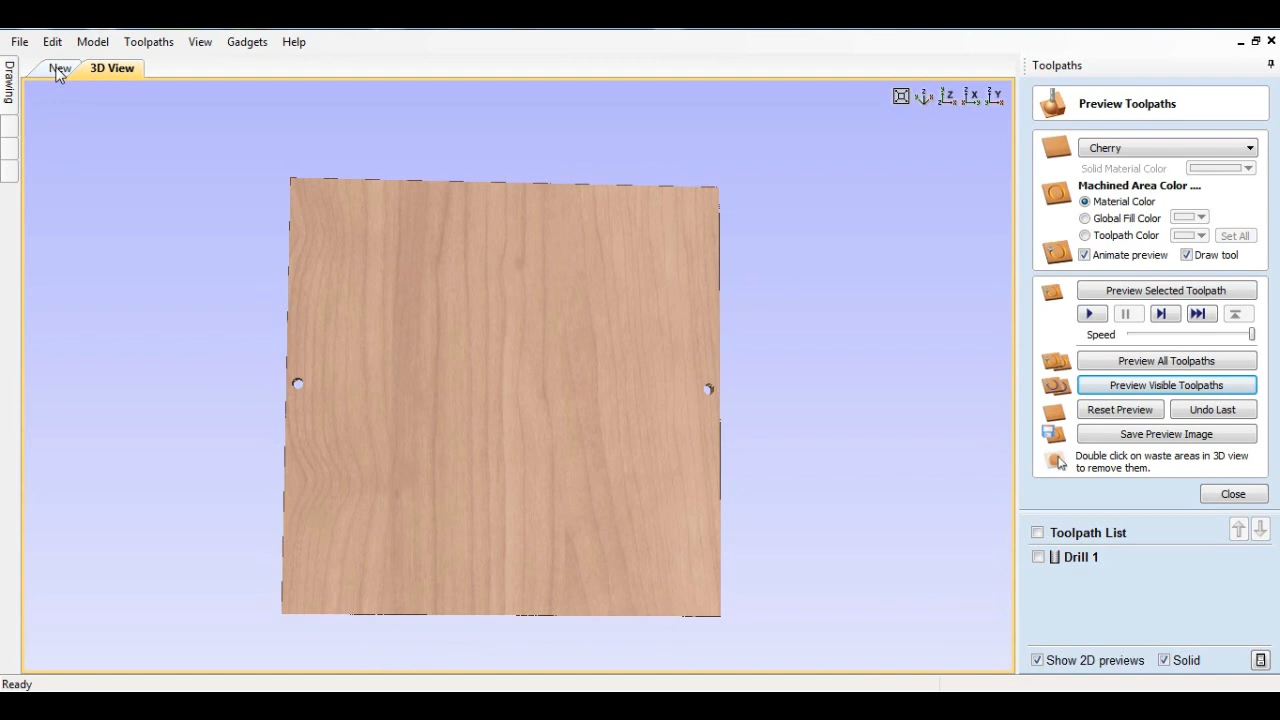 File Edit Model Toolpaths View Gadgets Help
New 3D View
Drawing
Z X Y
Toolpaths
Preview Toolpaths
Cherry
Solid Material Color
Machined Area Color ....
Material Color
Global Fill Color
Toolpath Color Set All
Animate preview Draw tool
Preview Selected Toolpath
Speed
Preview All Toolpaths
Preview Visible Toolpaths
Reset Preview Undo Last
Save Preview Image
Double click on waste areas in 3D view
to remove them.
Close
Toolpath List
Drill 1
Show 2D previews Solid
Ready